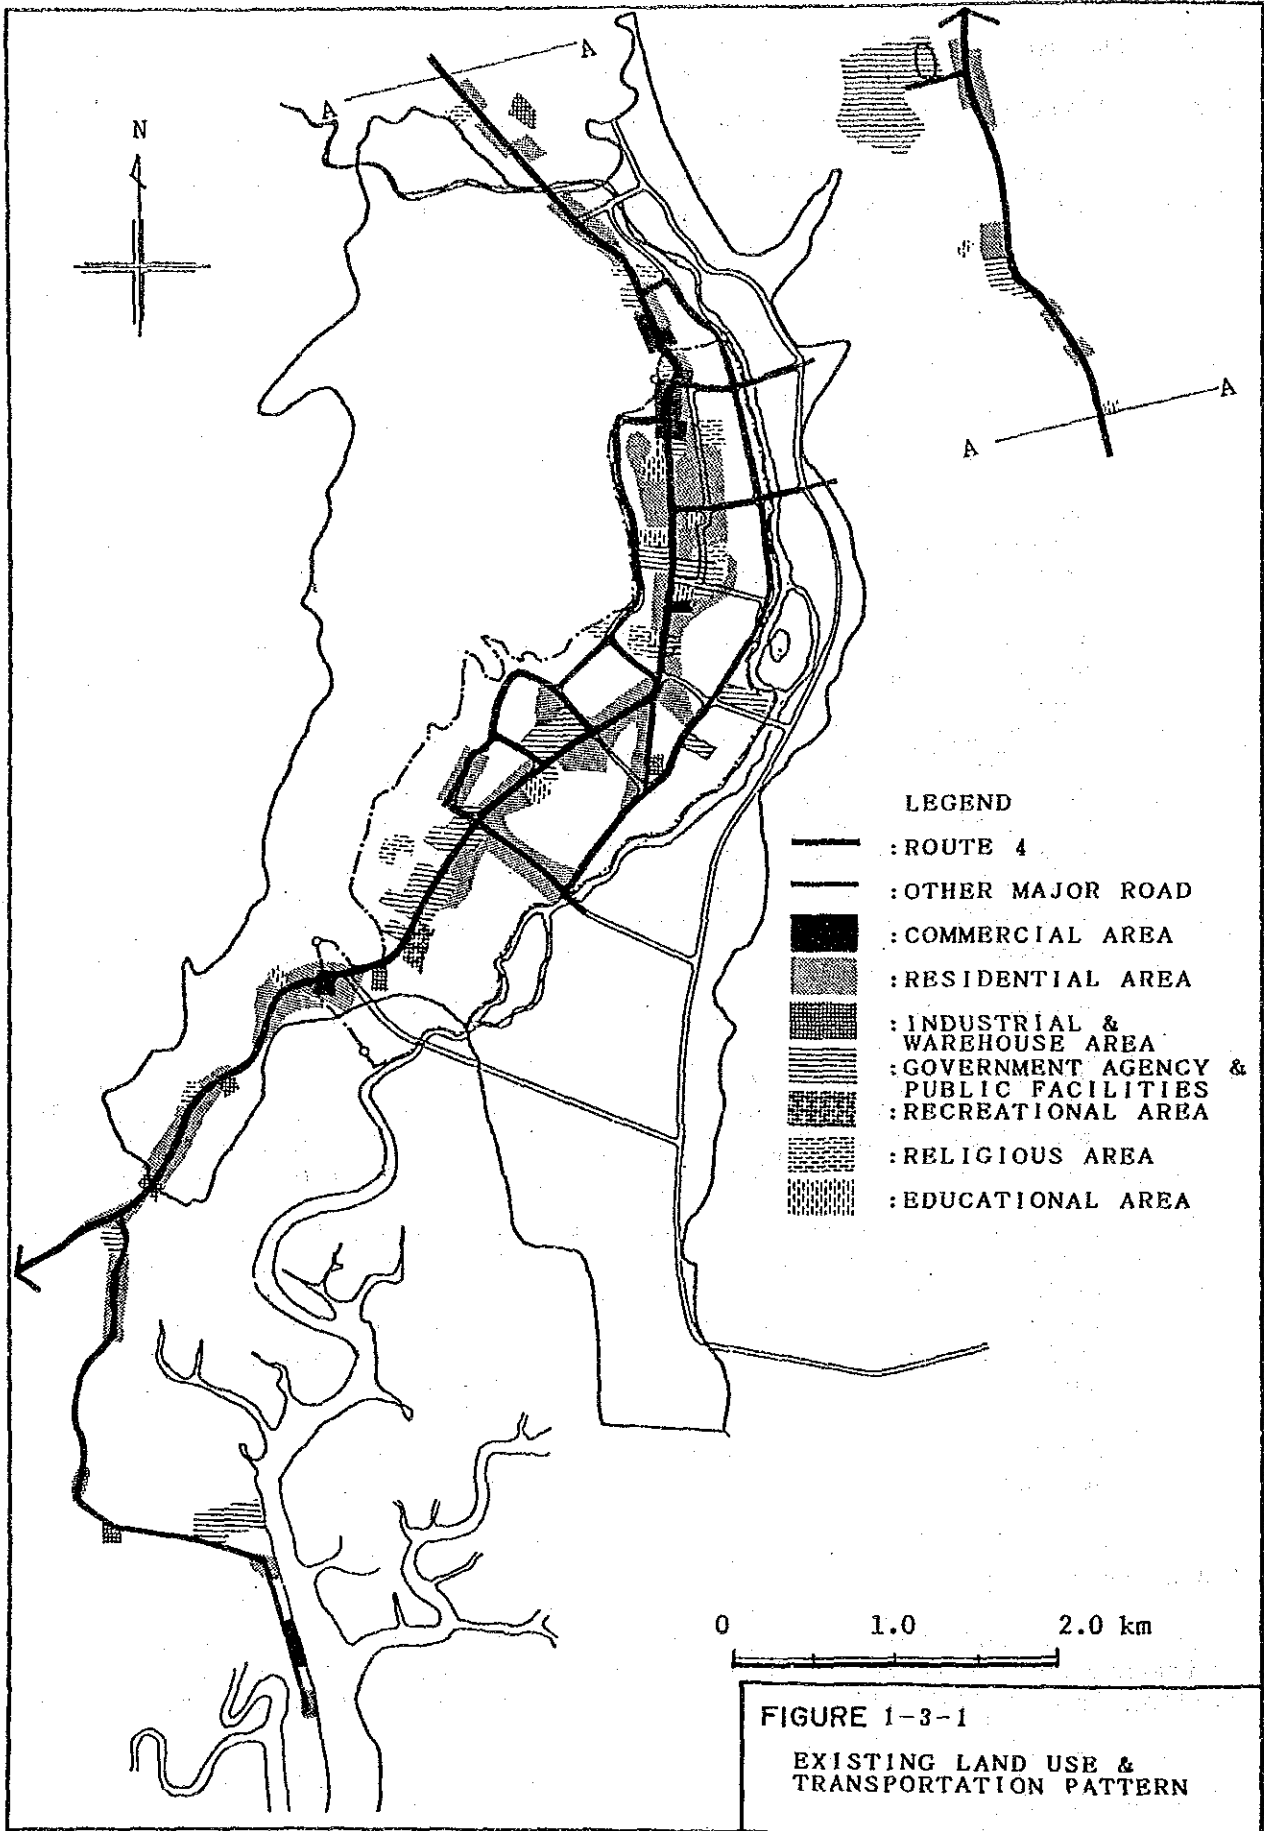 A
A
N
A
A
LEGEND
:ROUTE 4
:OTHER MAJOR ROAD
:COMMERCIAL AREA
:RESIDENTIAL AREA
:INDUSTRIAL &
WAREHOUSE AREA
:GOVERNMENT AGENCY &
PUBLIC FACILITIES
:RECREATIONAL AREA
:RELIGIOUS AREA
:EDUCATIONAL AREA
0 1.0 2.0 km
FIGURE 1-3-1
EXISTING LAND USE &
TRANSPORTATION PATTERN